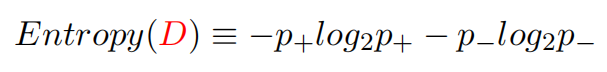 Entropy(D) ≡ −p₊log₂p₊ − p₋log₂p₋